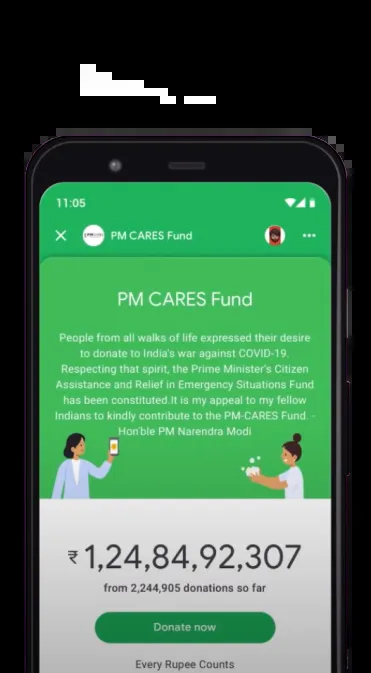 11:05
PM CARES Fund
PM CARES Fund
People from all walks of life expressed their desire
to donate to India's war against COVID-19.
Respecting that spirit, the Prime Minister's Citizen
Assistance and Relief in Emergency Situations Fund
has been constituted.It is my appeal to my fellow
Indians to kindly contribute to the PM-CARES Fund. -
Hon'ble PM Narendra Modi
₹1,24,84,92,307
from 2,244,905 donations so far
Donate now
Every Rupee Counts